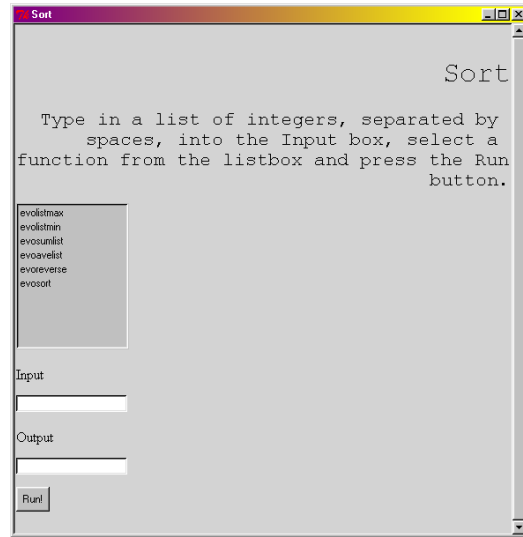 Sort
Sort
Type in a list of integers, separated by
spaces, into the Input box, select a
function from the listbox and press the Run
button.
evolistmax
evolistmin
evosumlist
evoavelist
evoreverse
evosort
Input
Output
Run!